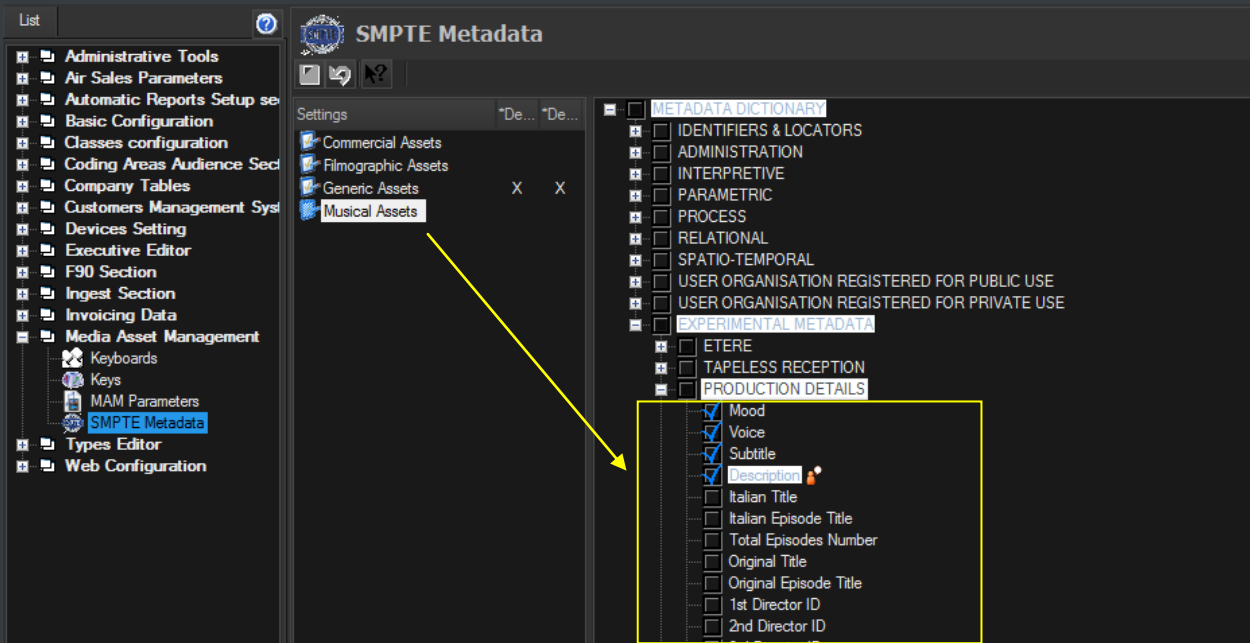 List
Administrative Tools
Air Sales Parameters
Automatic Reports Setup se
Basic Configuration
Classes configuration
Coding Areas Audience Sect
Company Tables
Customers Management Syst
Devices Setting
Executive Editor
F90 Section
Ingest Section
Invoicing Data
Media Asset Management
Keyboards
Keys
MAM Parameters
SMPTE Metadata
Types Editor
Web Configuration
SMPTE
SMPTE Metadata
Settings *De... *De...
Commercial Assets
Filmographic Assets
Generic Assets X X
Musical Assets
METADATA DICTIONARY
IDENTIFIERS & LOCATORS
ADMINISTRATION
INTERPRETIVE
PARAMETRIC
PROCESS
RELATIONAL
SPATIO-TEMPORAL
USER ORGANISATION REGISTERED FOR PUBLIC USE
USER ORGANISATION REGISTERED FOR PRIVATE USE
EXPERIMENTAL METADATA
ETERE
TAPELESS RECEPTION
PRODUCTION DETAILS
Mood
Voice
Subtitle
Description
Italian Title
Italian Episode Title
Total Episodes Number
Original Title
Original Episode Title
1st Director ID
2nd Director ID